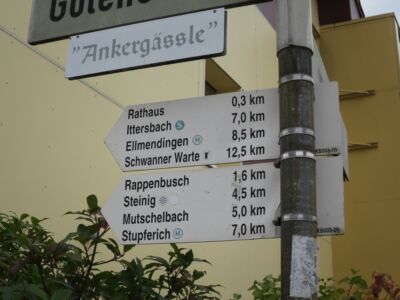 "Ankergässle"
Rathaus 0,3 km
Ittersbach S 7,0 km
Ellmendingen H 8,5 km
Schwanner Warte 12,5 km
Rappenbusch 1,6 km
Steinig 4,5 km
Mutschelbach 5,0 km
Stupferich H 7,0 km